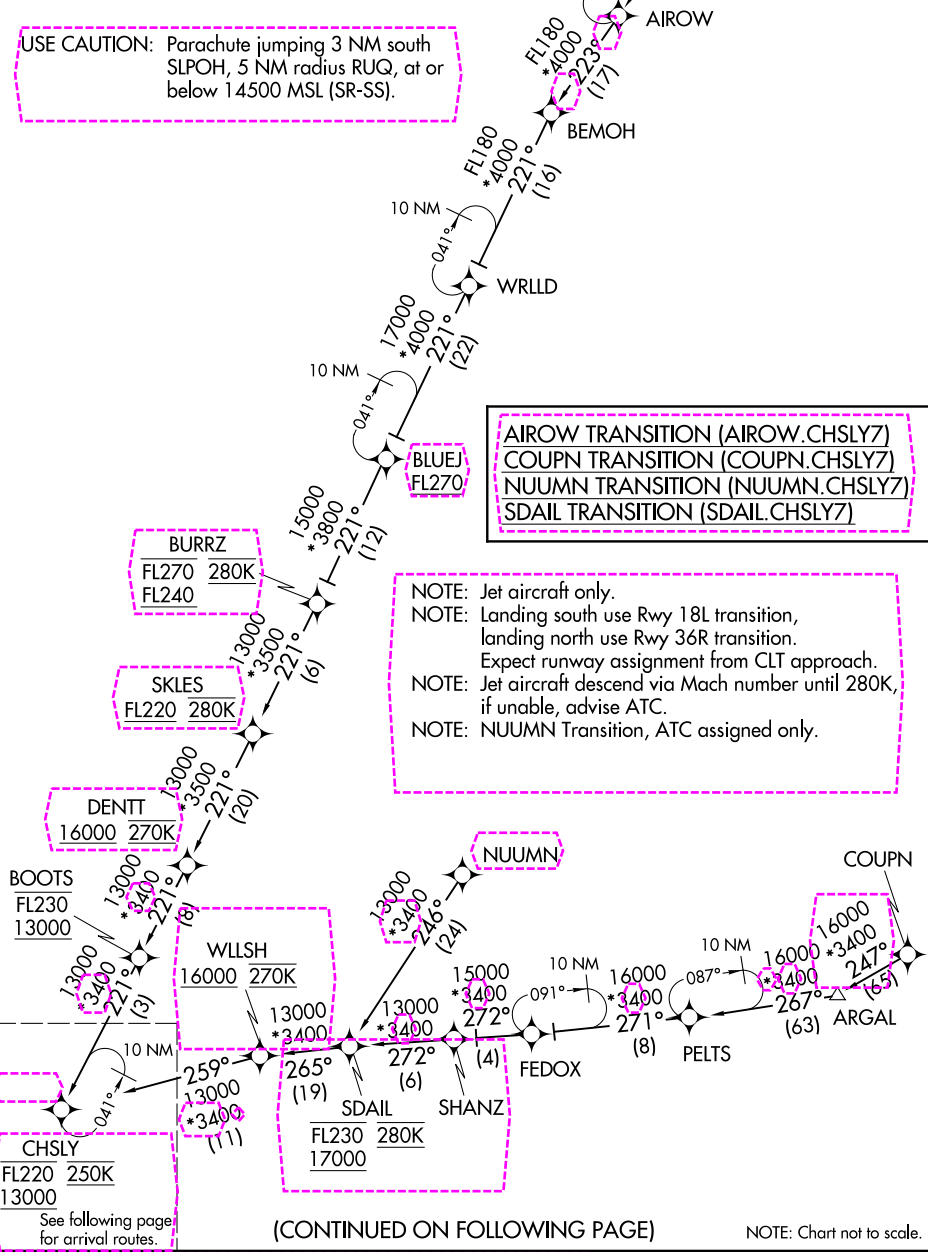 AIROW
FL180
*4000
223°
(17)
USE CAUTION: Parachute jumping 3 NM south
SLPOH, 5 NM radius RUQ, at or
below 14500 MSL (SR-SS).
BEMOH
FL180
*4000
221°
(16)
10 NM
041°
WRLLD
17000
*4000
221°
(22)
10 NM
041°
BLUEJ
FL270
AIROW TRANSITION (AIROW.CHSLY7)
COUPN TRANSITION (COUPN.CHSLY7)
NUUMN TRANSITION (NUUMN.CHSLY7)
SDAIL TRANSITION (SDAIL.CHSLY7)
15000
*3800
221°
(12)
BURRZ
FL270 280K
FL240
NOTE: Jet aircraft only.
NOTE: Landing south use Rwy 18L transition,
landing north use Rwy 36R transition.
Expect runway assignment from CLT approach.
NOTE: Jet aircraft descend via Mach number until 280K,
if unable, advise ATC.
NOTE: NUUMN Transition, ATC assigned only.
13000
*3500
221°
(6)
SKLES
FL220 280K
13000
*3500
221°
(20)
DENTT
16000 270K
13000
*3400
221°
(8)
BOOTS
FL230
13000
13000
*3400
221°
(3)
NUUMN
13000
*3400
246°
(24)
COUPN
16000
*3400
247°
(65)
ARGAL
16000
*3400
267°
(63)
10 NM
087°
PELTS
16000
*3400
271°
(8)
10 NM
091°
FEDOX
15000
*3400
272°
(4)
SHANZ
13000
*3400
272°
(6)
SDAIL
FL230 280K
17000
13000
*3400
265°
(19)
WLLSH
16000 270K
259°
13000
*3400
(11)
10 NM
041°
CHSLY
FL220 250K
13000
See following page
for arrival routes.
(CONTINUED ON FOLLOWING PAGE)
NOTE: Chart not to scale.